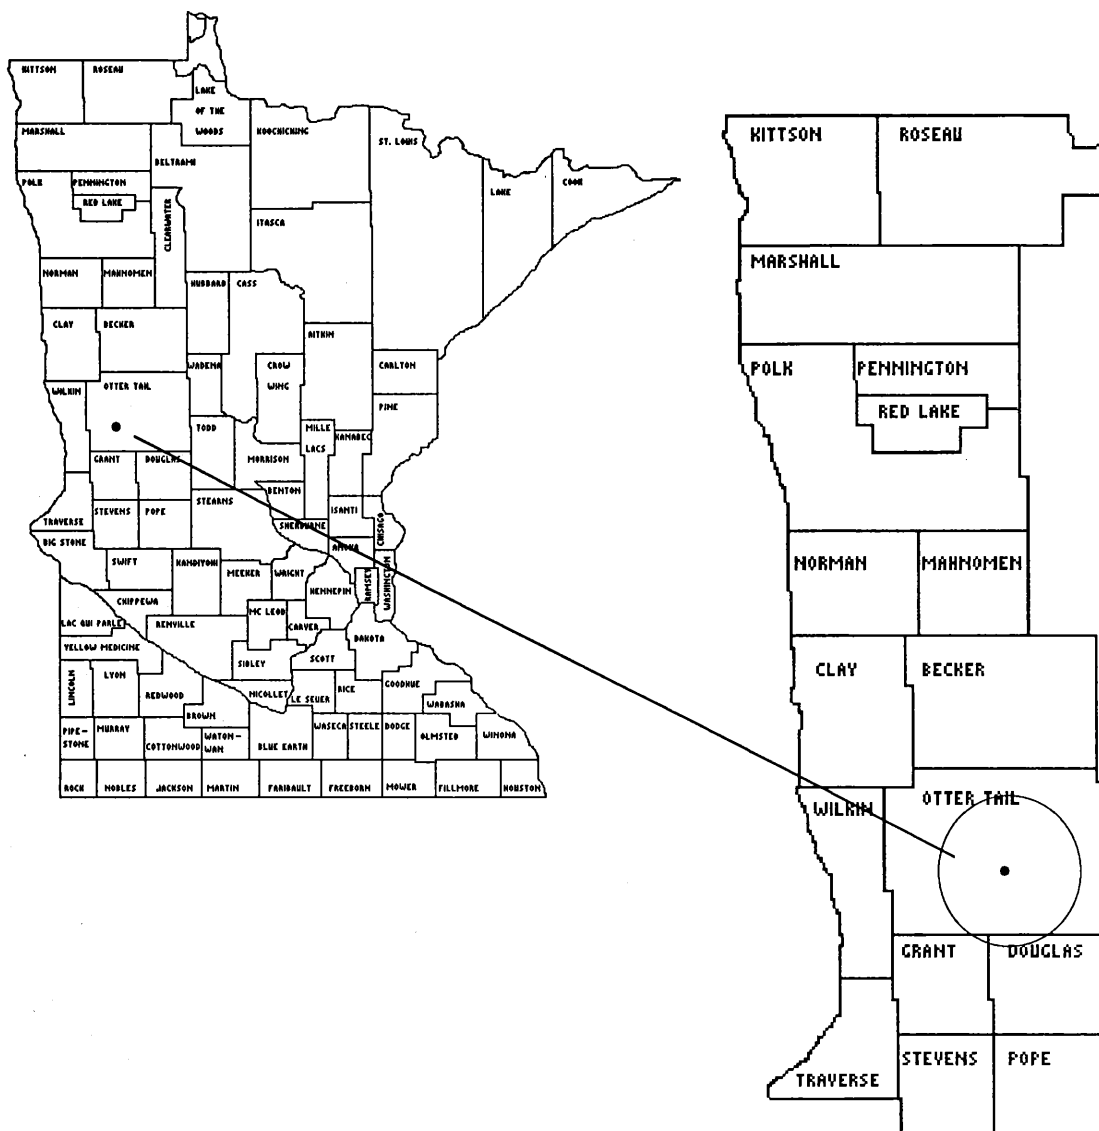 KITTSON
ROSEAU
LAKE
OF THE
WOODS
MARSHALL
KOOCHICHING
ST. LOUIS
BELTRAMI
POLK
PENNINGTON
RED LAKE
CLEARWATER
LAKE
COOK
ITASCA
NORMAN
MAHNOMEN
HUBBARD
CASS
CLAY
BECKER
AITKIN
WADENA
CROW
WING
CARLTON
WILKIN
OTTER TAIL
PINE
TODD
MILLE
LACS
KANABEC
GRANT
DOUGLAS
MORRISON
BENTON
TRAVERSE
STEVENS
POPE
STEARNS
ISANTI
SHERBURNE
CHISAGO
BIG STONE
ANOKA
SWIFT
KANDIYOHI
MEEKER
WRIGHT
HENNEPIN
RAMSEY
WASHINGTON
CHIPPEWA
MC LEOD
CARVER
LAC QUI PARLE
RENVILLE
DAKOTA
YELLOW MEDICINE
SIBLEY
SCOTT
LINCOLN
LYON
REDWOOD
NICOLLET
LE SEUER
RICE
GOODHUE
WABASHA
BROWN
PIPE-
STONE
MURRAY
COTTONWOOD
WATON-
WAN
BLUE EARTH
WASECA
STEELE
DODGE
OLMSTED
WINONA
ROCK
NOBLES
JACKSON
MARTIN
FARIBAULT
FREEBORN
MOWER
FILLMORE
HOUSTON
KITTSON
ROSEAU
MARSHALL
POLK
PENNINGTON
RED LAKE
NORMAN
MAHNOMEN
CLAY
BECKER
WILKIN
OTTER TAIL
GRANT
DOUGLAS
TRAVERSE
STEVENS
POPE